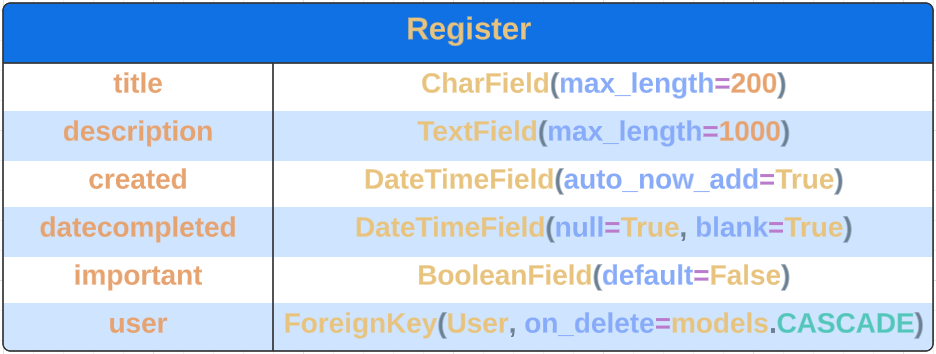 Register
title CharField(max_length=200)
description TextField(max_length=1000)
created DateTimeField(auto_now_add=True)
datecompleted DateTimeField(null=True, blank=True)
important BooleanField(default=False)
user ForeignKey(User, on_delete=models.CASCADE)